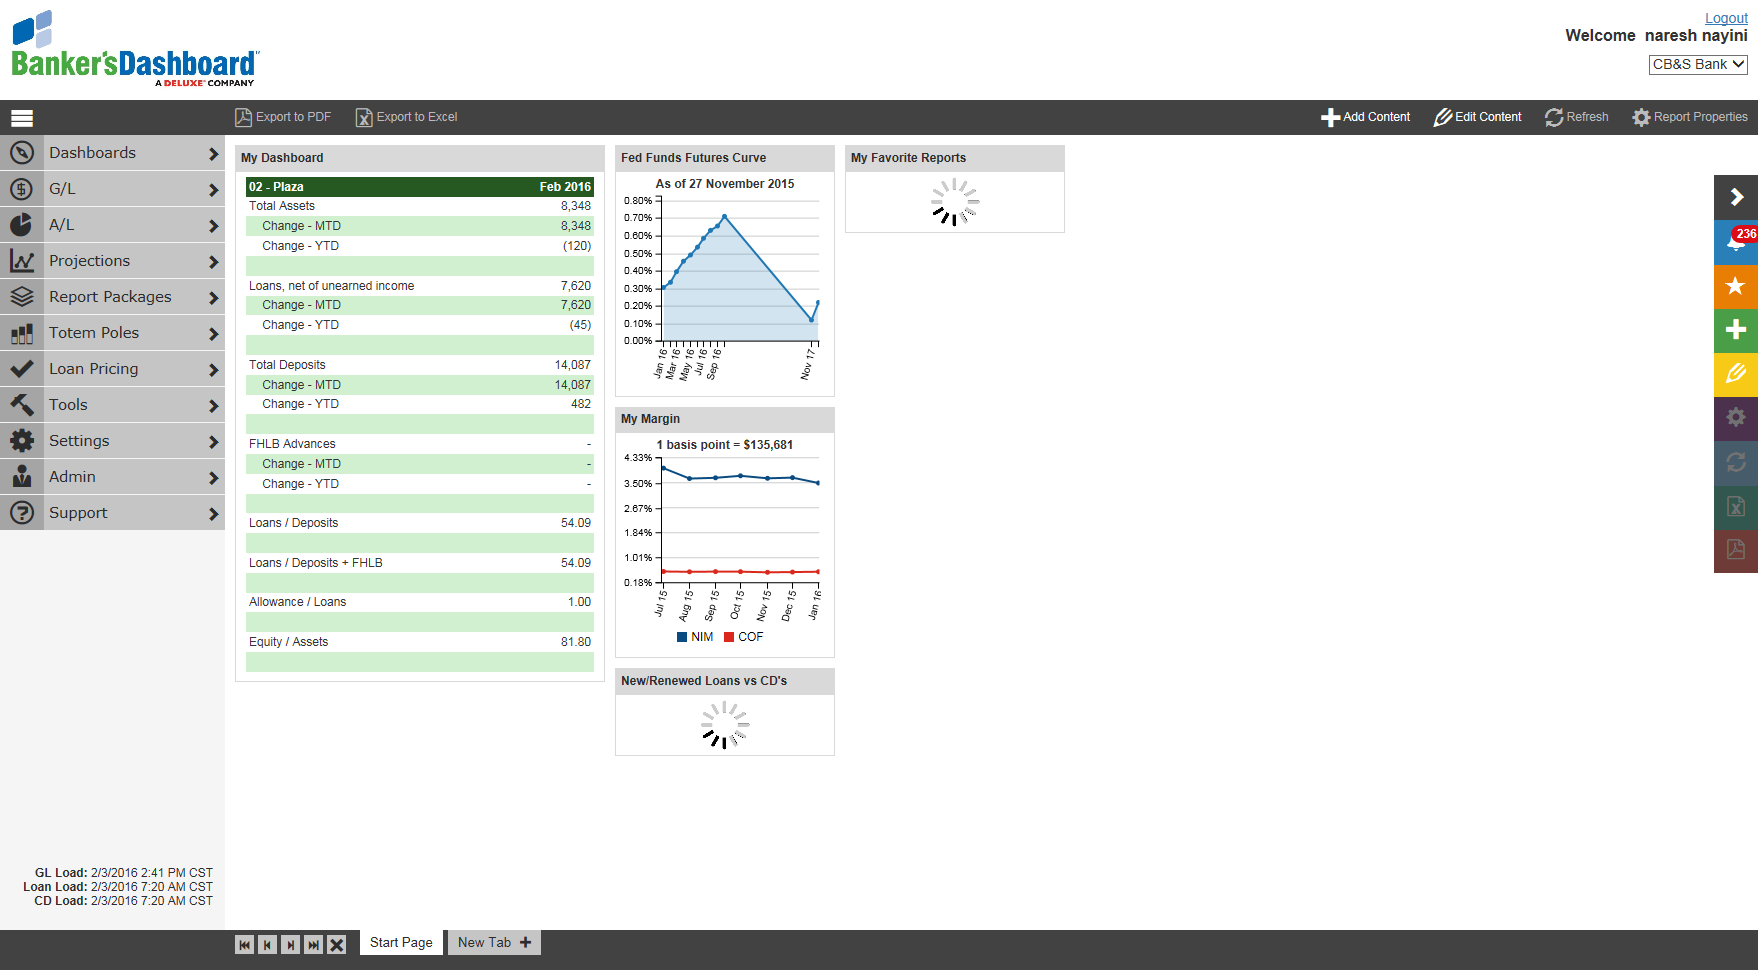 Logout
Banker'sDashboard
A DELUXE COMPANY
Welcome naresh nayini
CB&S Bank
Export to PDF
Export to Excel
Add Content
Edit Content
Refresh
Report Properties
Dashboards
G/L
A/L
Projections
Report Packages
Totem Poles
Loan Pricing
Tools
Settings
Admin
Support
GL Load: 2/3/2016 2:41 PM CST
Loan Load: 2/3/2016 7:20 AM CST
CD Load: 2/3/2016 7:20 AM CST
My Dashboard
02 - Plaza Feb 2016
Total Assets 8,348
Change - MTD 8,348
Change - YTD (120)
Loans, net of unearned income 7,620
Change - MTD 7,620
Change - YTD (45)
Total Deposits 14,087
Change - MTD 14,087
Change - YTD 482
FHLB Advances -
Change - MTD -
Change - YTD -
Loans / Deposits 54.09
Loans / Deposits + FHLB 54.09
Allowance / Loans 1.00
Equity / Assets 81.80
Fed Funds Futures Curve
As of 27 November 2015
0.80%
0.70%
0.60%
0.50%
0.40%
0.30%
0.20%
0.10%
0.00%
Jan 16
Mar 16
May 16
Jul 16
Sep 16
Nov 17
My Margin
1 basis point = $135,681
4.33%
3.50%
2.67%
1.84%
1.01%
0.18%
Jul 15
Aug 15
Sep 15
Oct 15
Nov 15
Dec 15
Jan 16
NIM COF
New/Renewed Loans vs CD's
My Favorite Reports
236
Start Page
New Tab